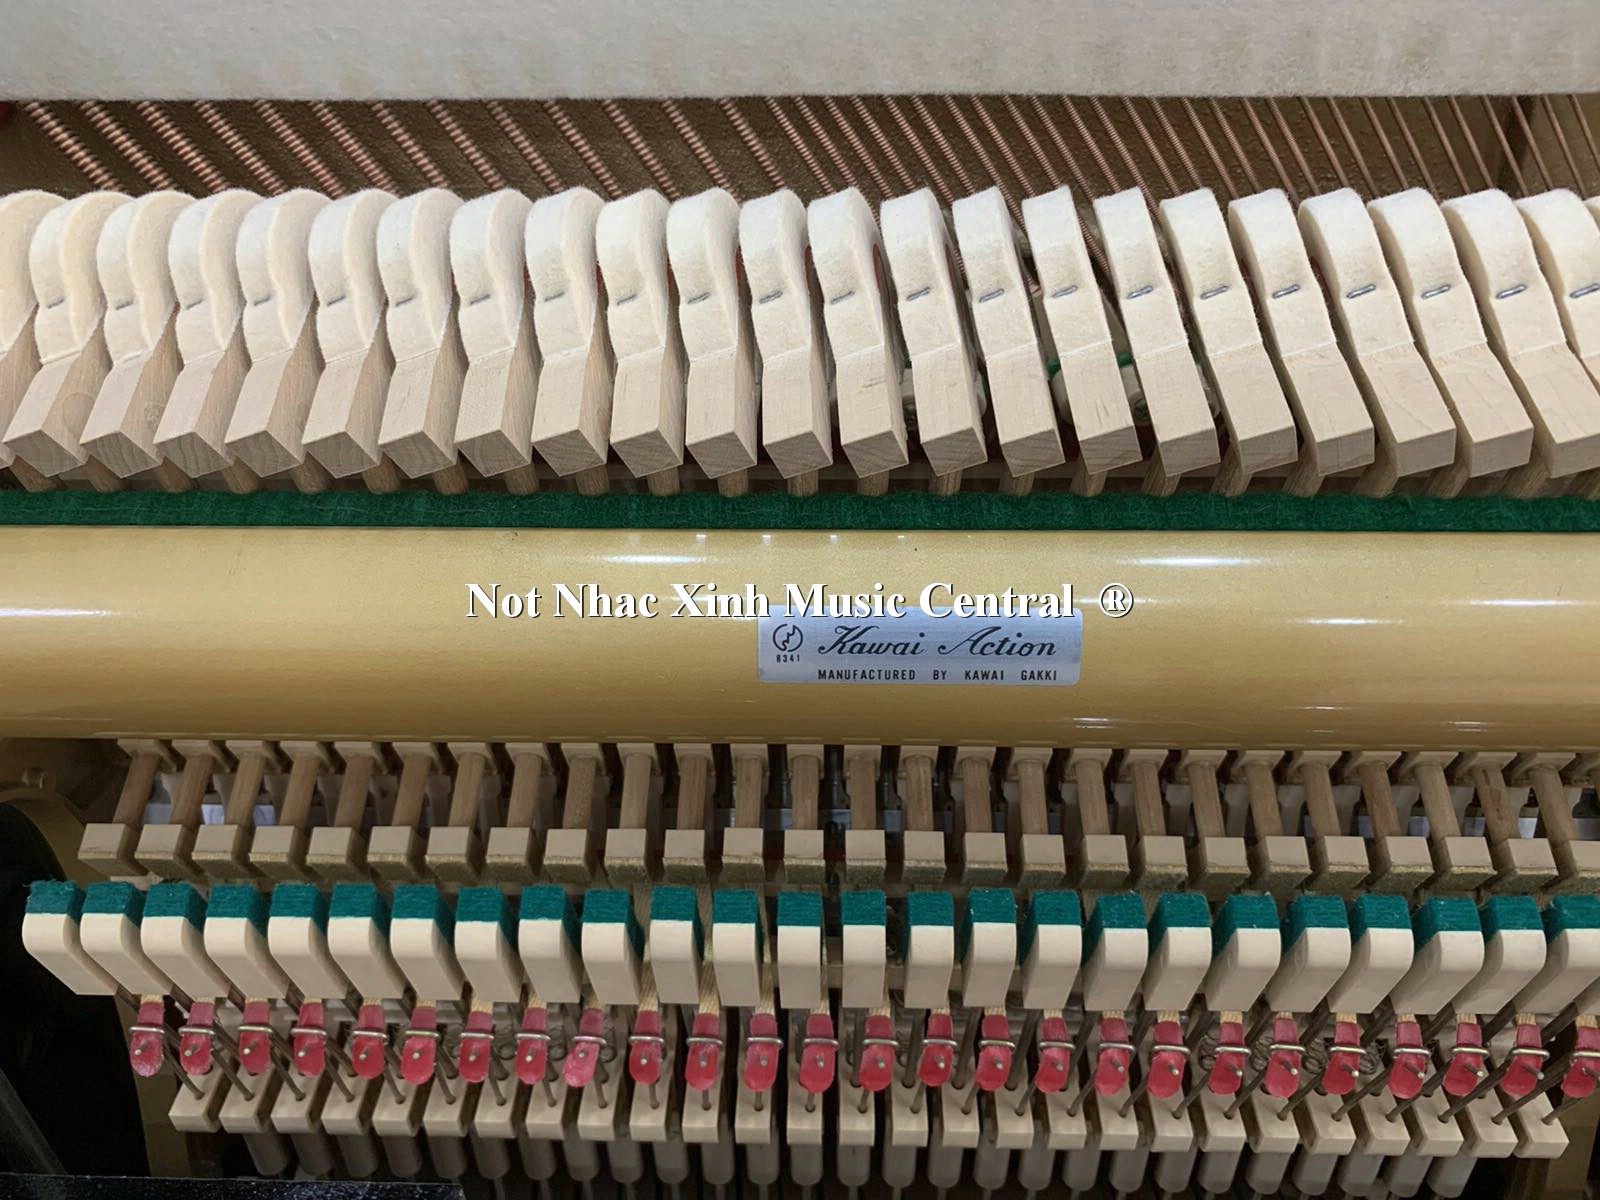 Not Nhac Xinh Music Central ®
Kawai Action
8341
MANUFACTURED BY KAWAI GAKKI